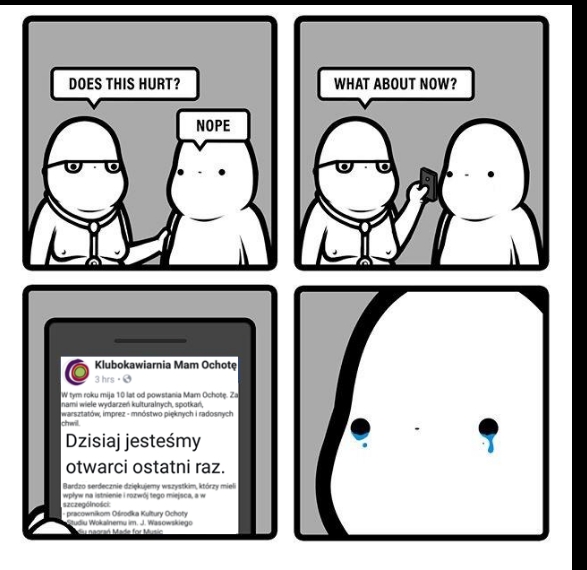 DOES THIS HURT?
NOPE
WHAT ABOUT NOW?
Klubokawiarnia Mam Ochotę
3 hrs •
W tym roku mija 10 lat od powstania Mam Ochotę. Za
nami wiele wydarzeń kulturalnych, spotkań,
warsztatów, imprez - mnóstwo pięknych i radosnych
chwil.
Dzisiaj jesteśmy
otwarci ostatni raz.
Bardzo serdecznie dziękujemy wszystkim, którzy mieli
wpływ na istnienie i rozwój tego miejsca, a w
szczególności:
- pracownikom Ośrodka Kultury Ochoty
Studiu Wokalnemu im. J. Wasowskiego
nagrań Made for Music